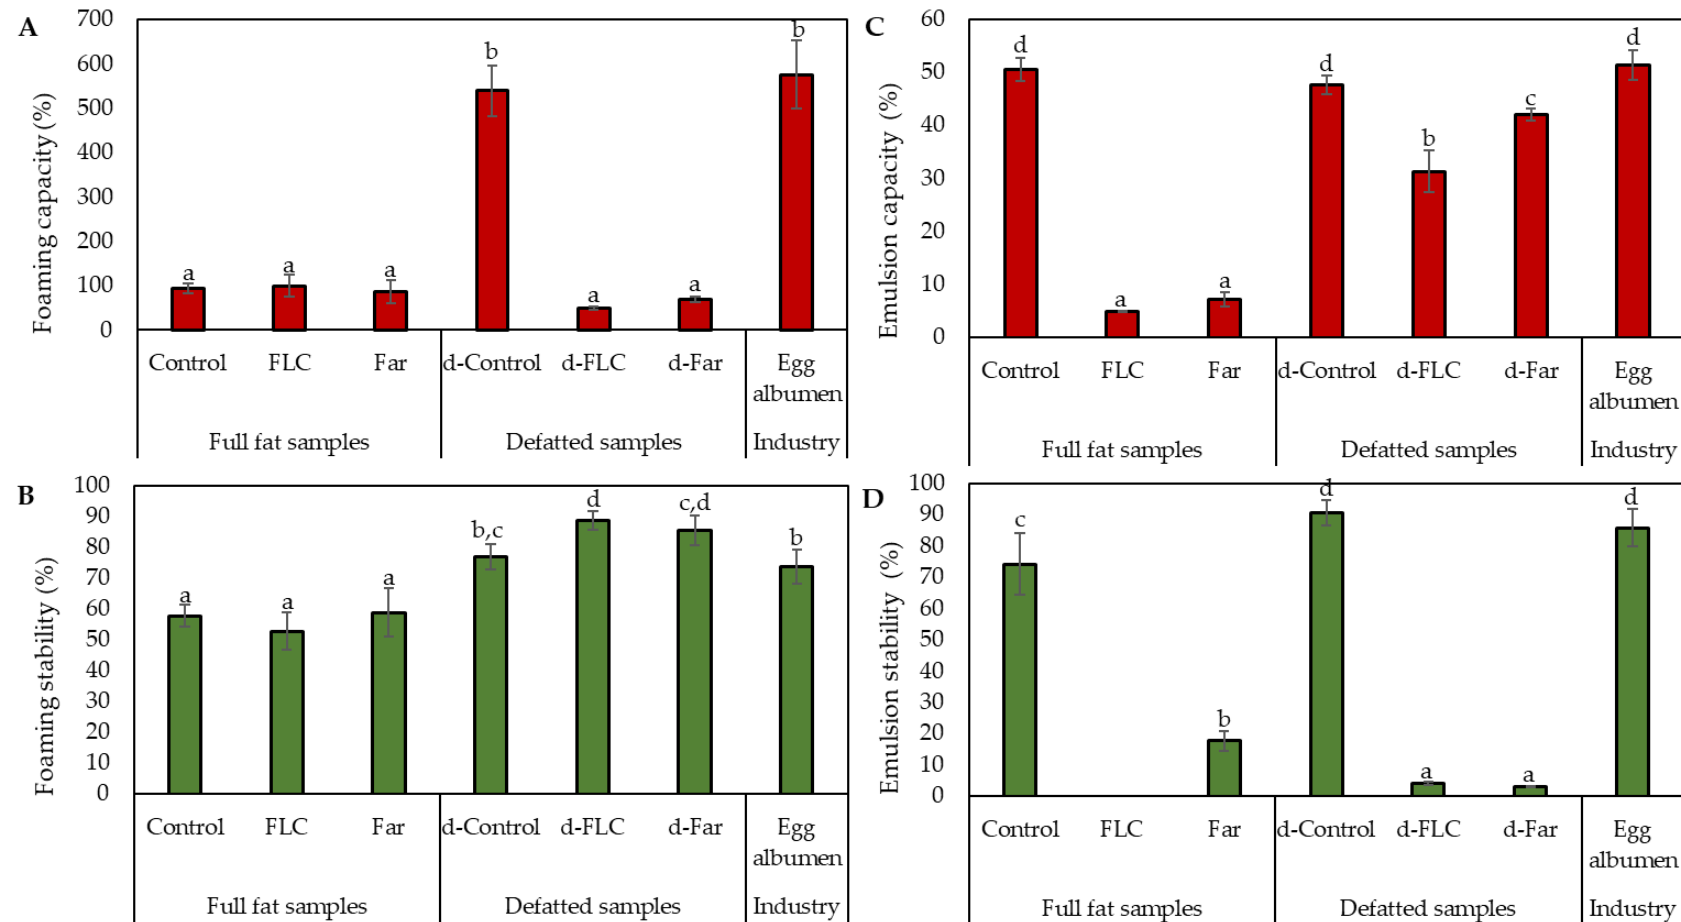 A
Foaming capacity (%)
700
600
500
400
300
200
100
0
a
a
a
b
a
a
b
Control FLC Far d-Control d-FLC d-Far Egg
albumen
Full fat samples Defatted samples Industry
C
Emulsion capacity (%)
60
50
40
30
20
10
0
d
a
a
d
b
c
d
Control FLC Far d-Control d-FLC d-Far Egg
albumen
Full fat samples Defatted samples Industry
B
Foaming stability (%)
100
90
80
70
60
50
40
30
20
10
0
a
a
a
b,c
d
c,d
b
Control FLC Far d-Control d-FLC d-Far Egg
albumen
Full fat samples Defatted samples Industry
D
Emulsion stability (%)
100
90
80
70
60
50
40
30
20
10
0
c
b
d
a
a
d
Control FLC Far d-Control d-FLC d-Far Egg
albumen
Full fat samples Defatted samples Industry